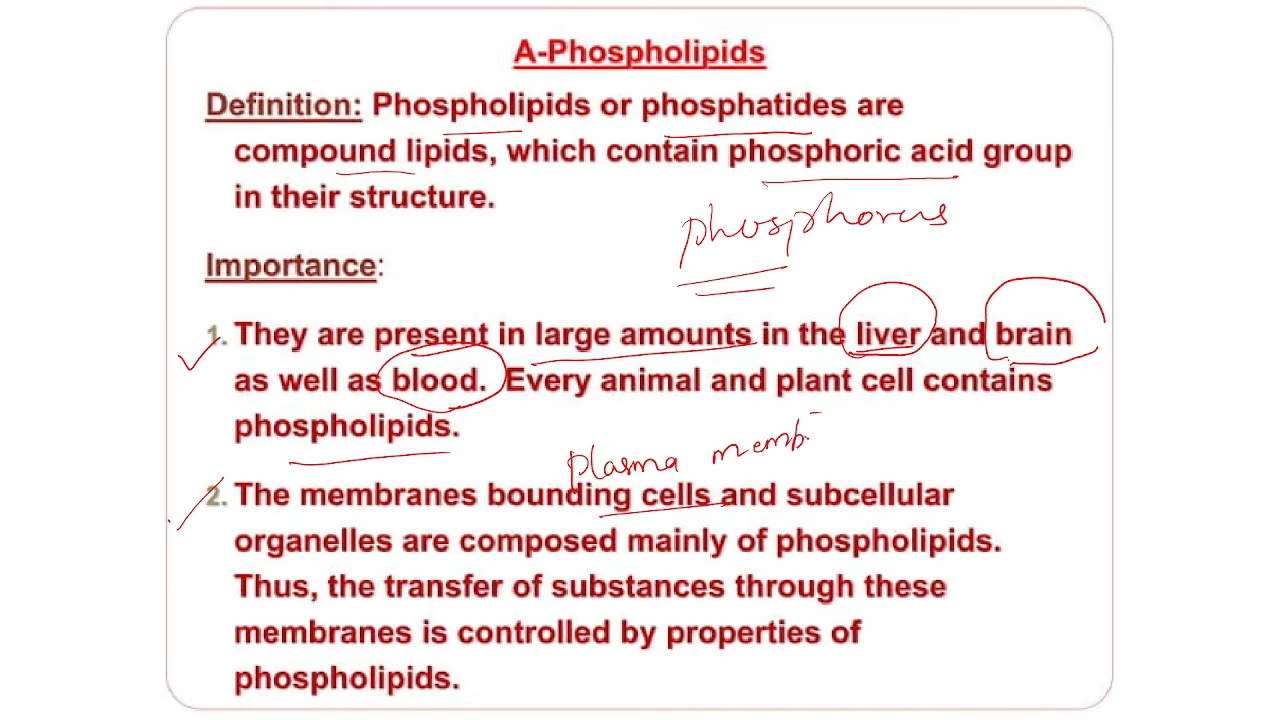 A-Phospholipids
Definition: Phospholipids or phosphatides are
compound lipids, which contain phosphoric acid group
in their structure.
phosphorus
Importance:
1. They are present in large amounts in the liver and brain
as well as blood. Every animal and plant cell contains
phospholipids.
plasma memb
2. The membranes bounding cells and subcellular
organelles are composed mainly of phospholipids.
Thus, the transfer of substances through these
membranes is controlled by properties of
phospholipids.